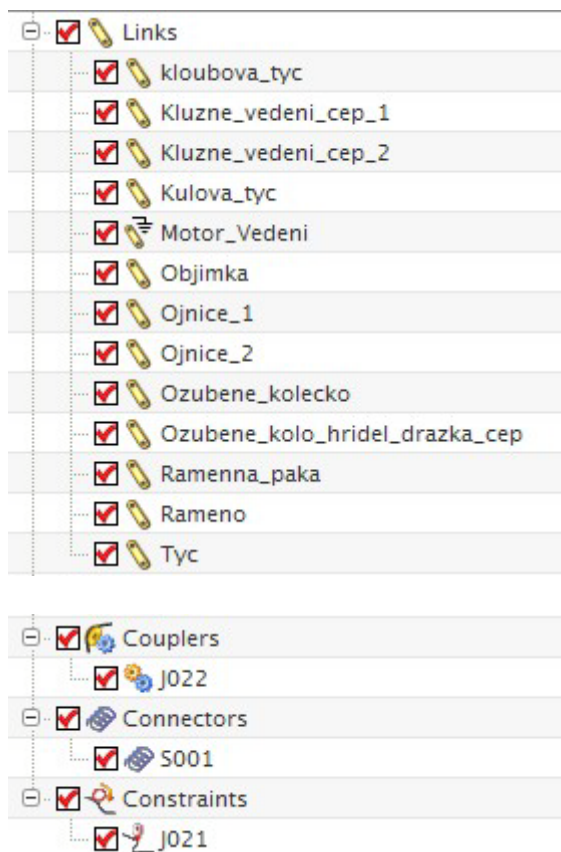 Links
kloubova_tyc
Kluzne_vedeni_cep_1
Kluzne_vedeni_cep_2
Kulova_tyc
Motor_Vedeni
Objimka
Ojnice_1
Ojnice_2
Ozubene_kolecko
Ozubene_kolo_hridel_drazka_cep
Ramenna_paka
Rameno
Tyc
Couplers
J022
Connectors
S001
Constraints
J021